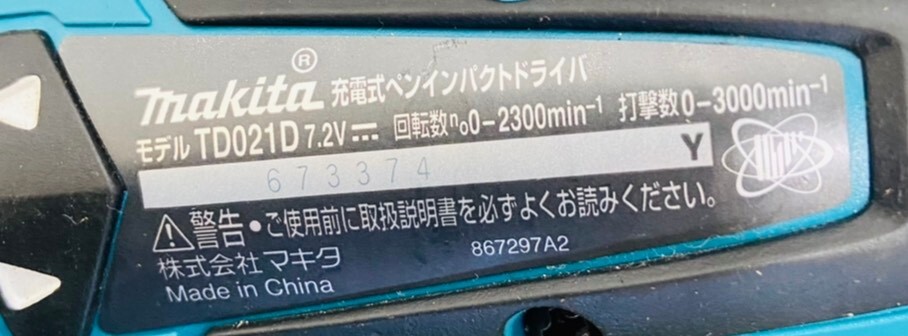 makita® 充電式ペンインパクトドライバ
モデル TD021D 7.2V⎓ 回転数n₀0-2300min⁻¹ 打撃数0-3000min⁻¹
673374 Y
⚠警告・ご使用前に取扱説明書を必ずよくお読みください。
株式会社マキタ 867297A2
Made in China